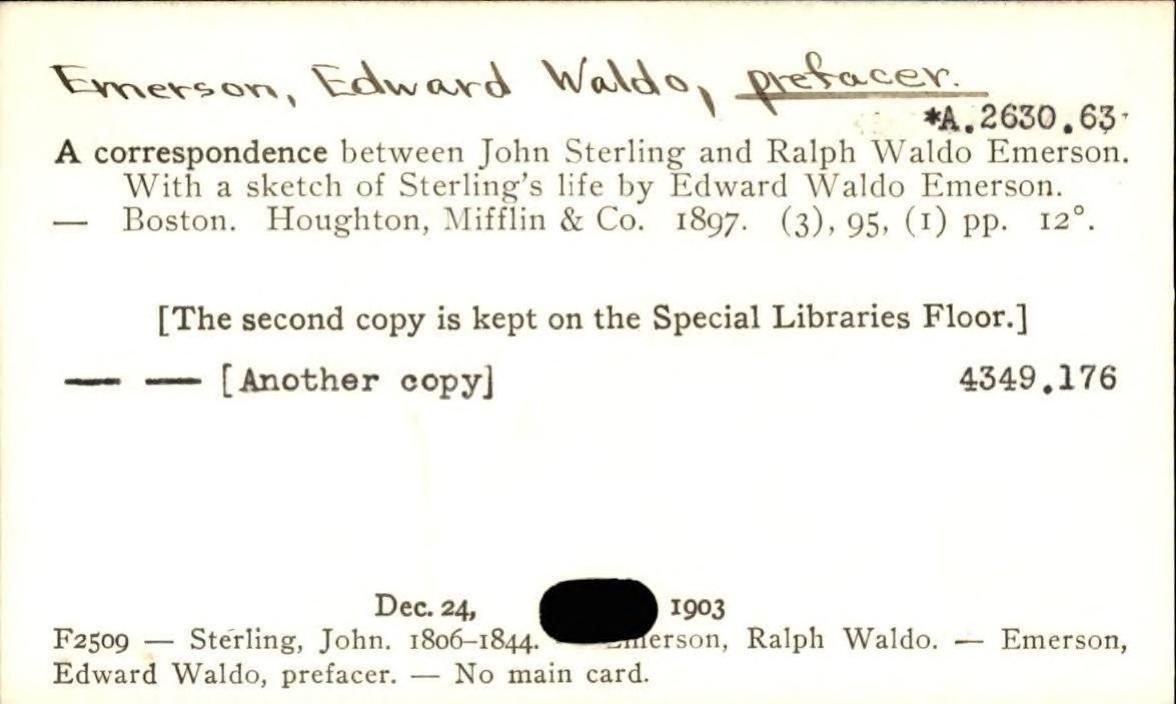 Emerson, Edward Waldo, prefacer.
*A.2630.63
A correspondence between John Sterling and Ralph Waldo Emerson.
With a sketch of Sterling's life by Edward Waldo Emerson.
— Boston. Houghton, Mifflin & Co. 1897. (3), 95, (1) pp. 12°.
[The second copy is kept on the Special Libraries Floor.]
— — [Another copy] 4349.176
Dec. 24, 1903
F2509 — Sterling, John. 1806–1844. — Emerson, Ralph Waldo. — Emerson,
Edward Waldo, prefacer. — No main card.